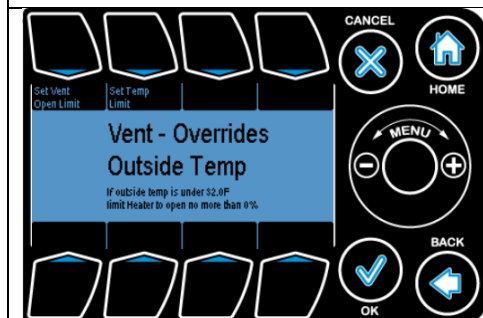 CANCEL
HOME
Set Vent
Open Limit
Set Temp
Limit
Vent - Overrides
Outside Temp
If outside temp is under 32.0F
limit Heater to open no more than 0%
MENU
BACK
OK